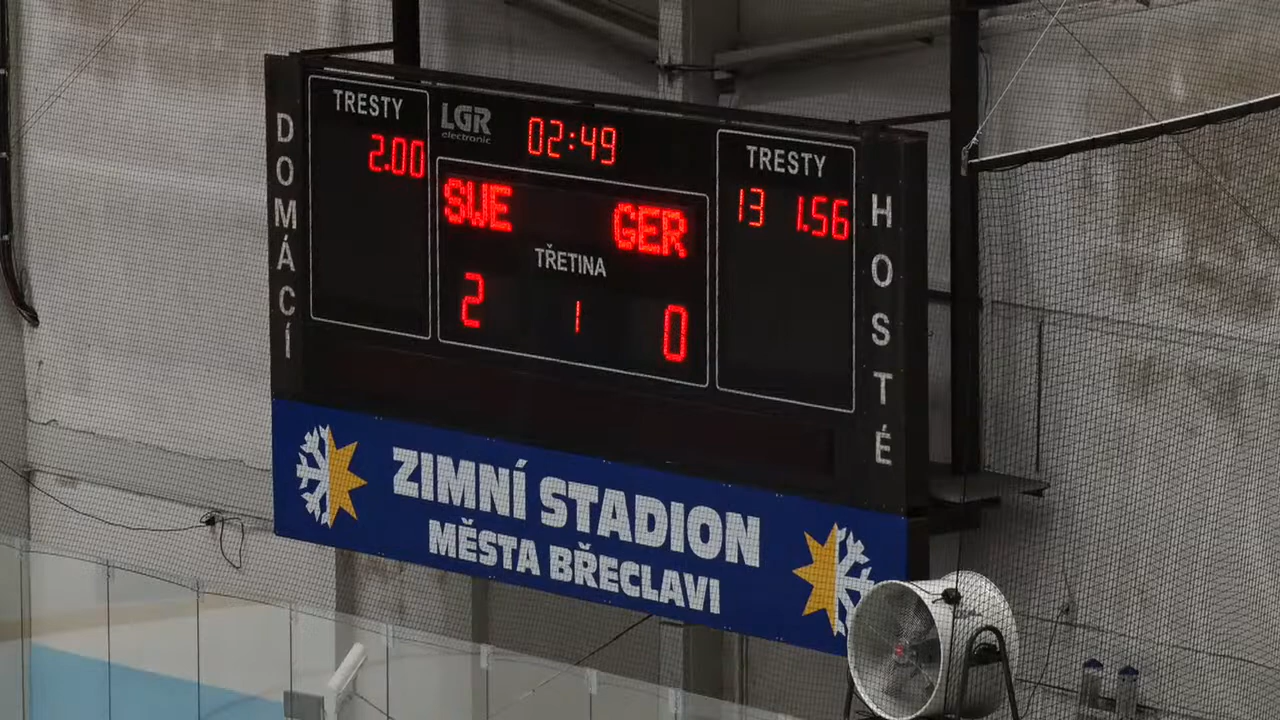 DOMÁCÍ
TRESTY
2.00
LGR
electronic
02:49
SWE GER
TŘETINA
2 1 0
TRESTY
13 1.56
HOSTÉ
ZIMNÍ STADION
MĚSTA BŘECLAVI